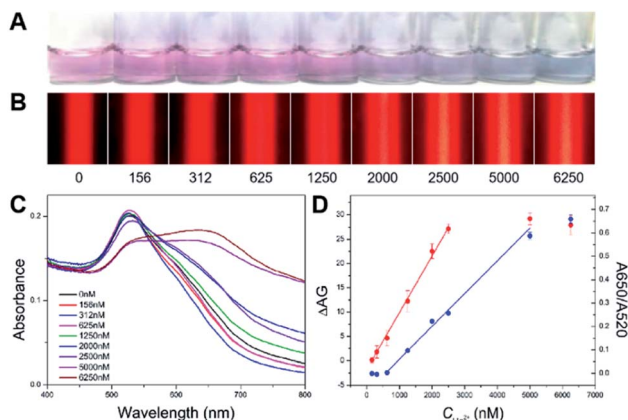 A
B
0 156 312 625 1250 2000 2500 5000 6250
C
D
0.2
0.1
0.0
400 500 600 700 800
Absorbance
Wavelength (nm)
0nM
156nM
312nM
625nM
1250nM
2000nM
2500nM
5000nM
6250nM
30
25
20
15
10
5
0
-5
ΔAG
0 1000 2000 3000 4000 5000 6000 7000
(nM)
0.7
0.6
0.5
0.4
0.3
0.2
0.1
0.0
A650/A520